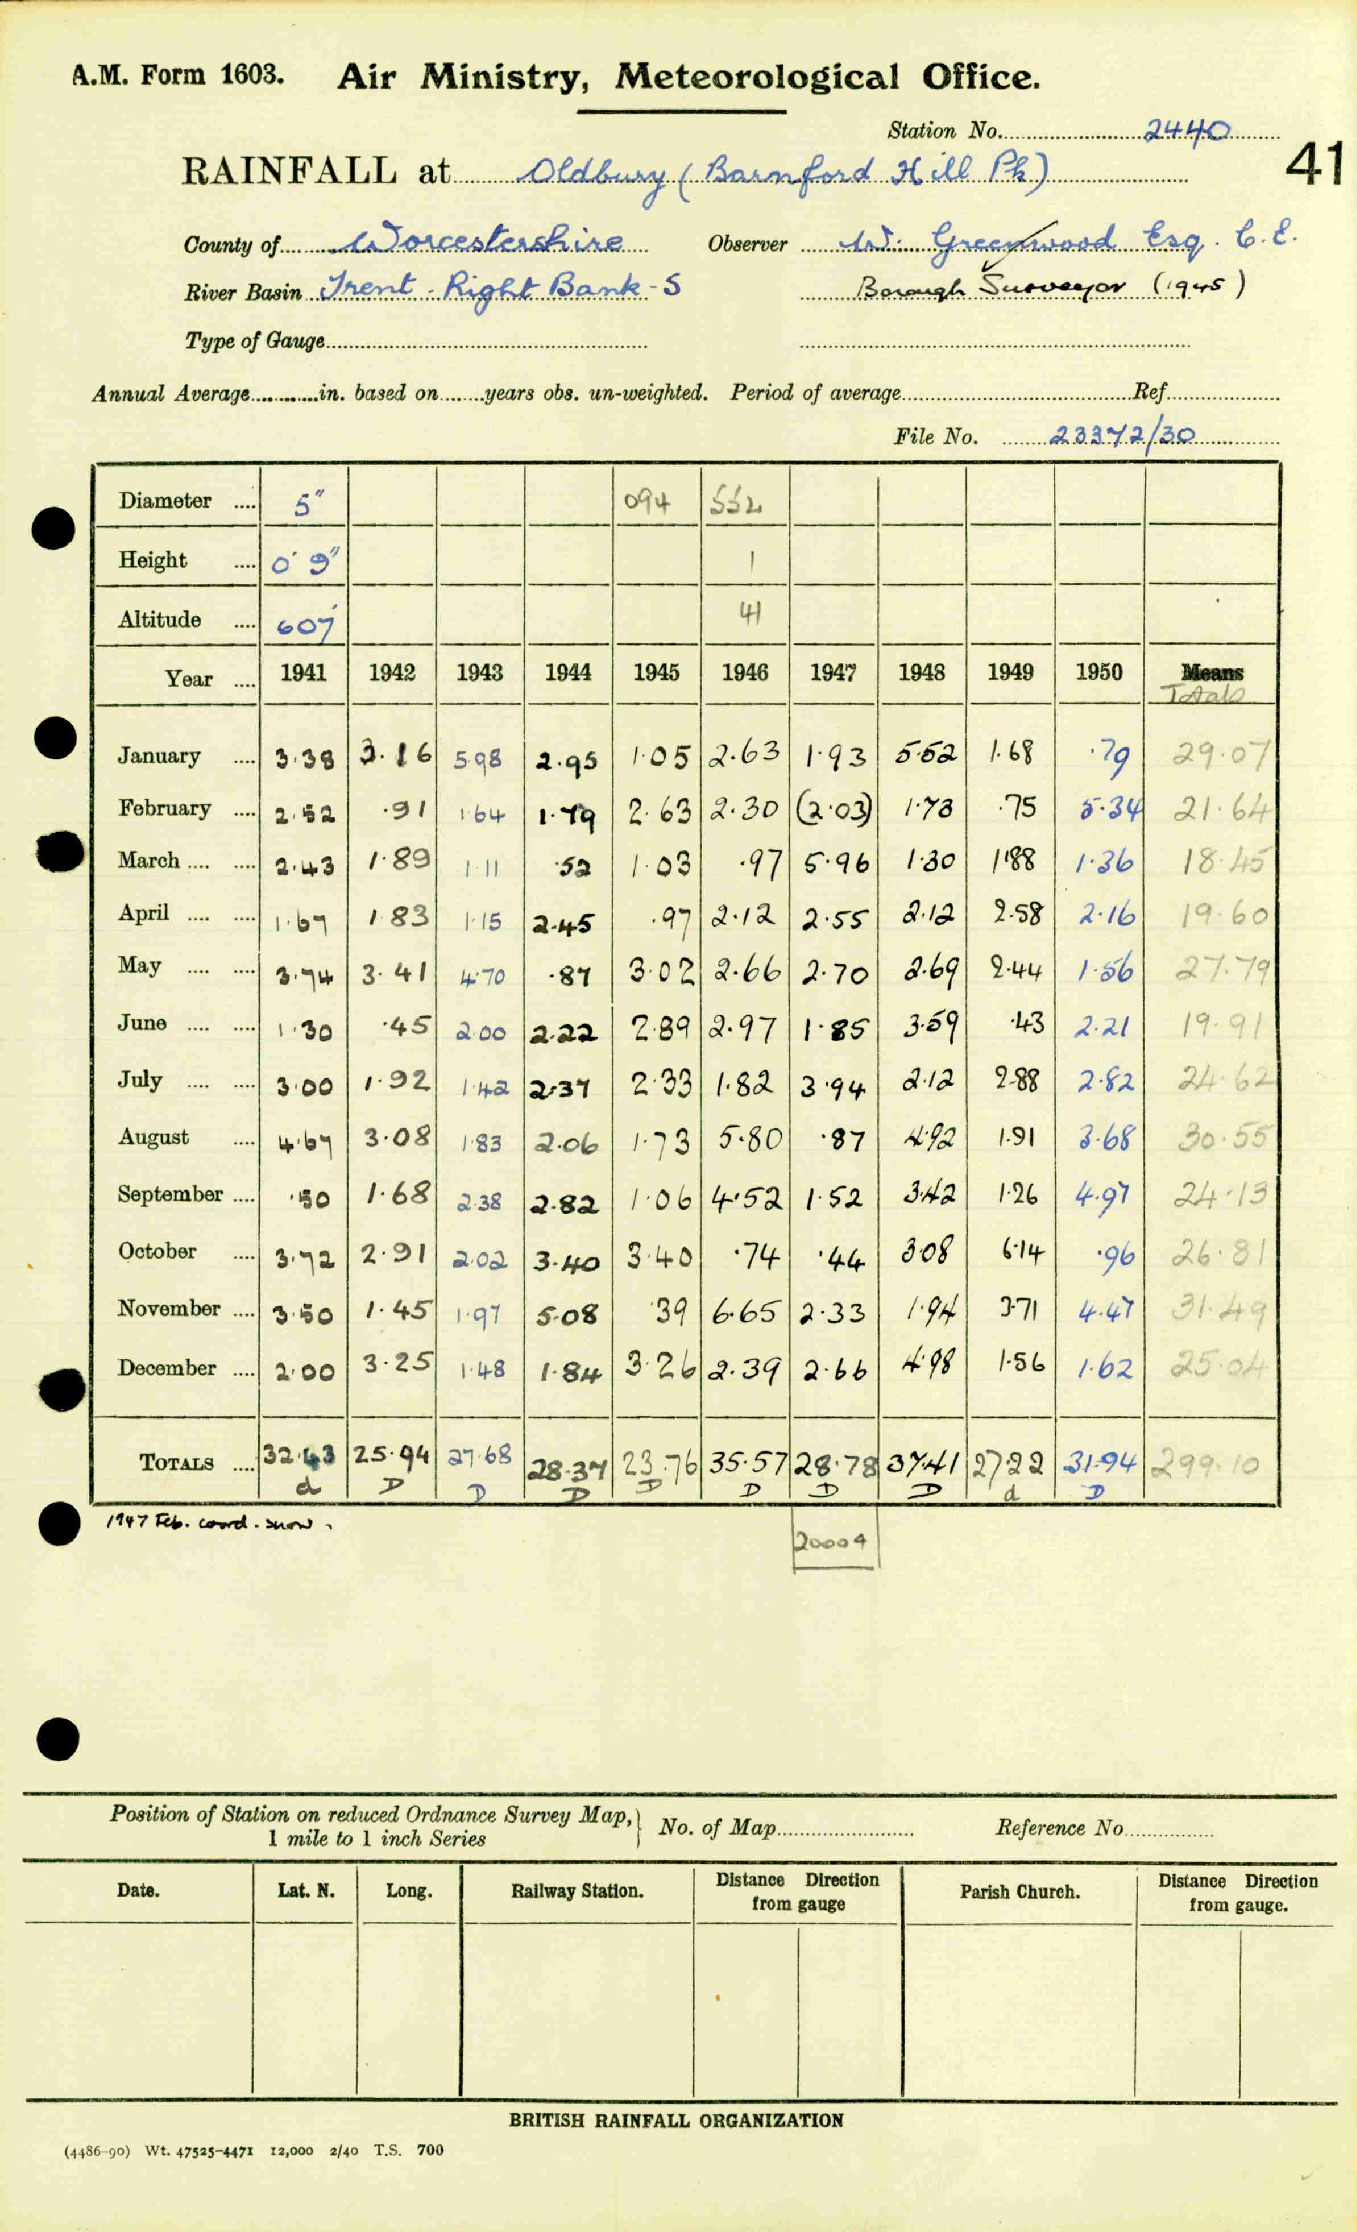 A.M. Form 1603. Air Ministry, Meteorological Office.
Station No. 2440
41
RAINFALL at Oldbury (Barnford Hill Pk)
County of Worcestershire Observer W. Greenwood Esq. C.E.
River Basin Trent - Right Bank - 5 Borough Surveyor (1945)
Type of Gauge
Annual Average in. based on years obs. un-weighted. Period of average Ref.
File No. 23372/30
Diameter .... 5" 094 552
Height .... 0' 9" 1
Altitude .... 607' 41
Year .... 1941 1942 1943 1944 1945 1946 1947 1948 1949 1950 Means
Totals
January .... 3.38 3.16 5.98 2.95 1.05 2.63 1.93 5.52 1.68 .79 29.07
February .... 2.52 .91 1.64 1.79 2.63 2.30 (2.03) 1.73 .75 5.34 21.64
March .... .... 2.43 1.89 1.11 .52 1.03 .97 5.96 1.30 1.88 1.36 18.45
April .... .... 1.67 1.83 1.15 2.45 .97 2.12 2.55 2.12 2.58 2.16 19.60
May .... .... 3.74 3.41 4.70 .87 3.02 2.66 2.70 2.69 2.44 1.56 27.79
June .... .... 1.30 .45 2.00 2.22 2.89 2.97 1.85 3.59 .43 2.21 19.91
July .... .... 3.00 1.92 1.42 2.37 2.33 1.82 3.94 2.12 2.88 2.82 24.62
August .... 4.67 3.08 1.83 2.06 1.73 5.80 .87 4.92 1.91 3.68 30.55
September .... .50 1.68 2.38 2.82 1.06 4.52 1.52 3.42 1.26 4.97 24.13
October .... 3.72 2.91 2.02 3.40 3.40 .74 .44 3.08 6.14 .96 26.81
November .... 3.50 1.45 1.97 5.08 .39 6.65 2.33 1.94 3.71 4.47 31.49
December .... 2.00 3.25 1.48 1.84 3.26 2.39 2.66 4.98 1.56 1.62 25.04
TOTALS .... 32.43 25.94 27.68 28.37 23.76 35.57 28.78 37.41 27.22 31.94 299.10
d D D D D D D D d D
1947 Feb. coord. snow.
20004
Position of Station on reduced Ordnance Survey Map,
1 mile to 1 inch Series } No. of Map Reference No
Date. Lat. N. Long. Railway Station. Distance from gauge Direction Parish Church. Distance from gauge. Direction
BRITISH RAINFALL ORGANIZATION
(4486-90) Wt. 47525-4471 12,000 2/40 T.S. 700